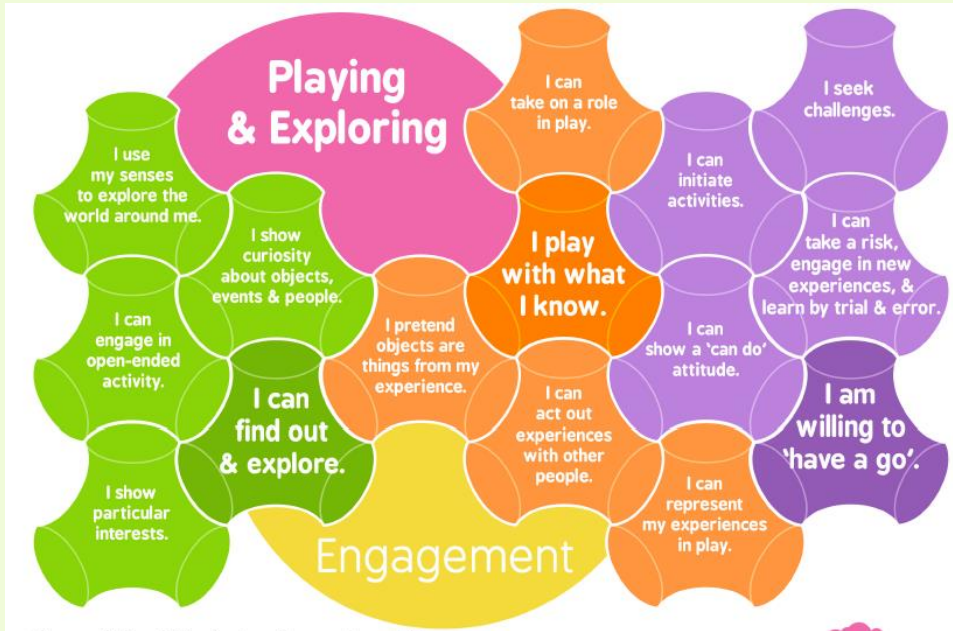 Playing
& Exploring
I use
my senses
to explore the
world around me.
I show
curiosity
about objects,
events & people.
I can
engage in
open-ended
activity.
I can
find out
& explore.
I show
particular
interests.
I can
take on a role
in play.
I play
with what
I know.
I pretend
objects are
things from my
experience.
I can
act out
experiences
with other
people.
I can
represent
my experiences
in play.
I seek
challenges.
I can
initiate
activities.
I can
take a risk,
engage in new
experiences, &
learn by trial & error.
I can
show a ‘can do’
attitude.
I am
willing to
‘have a go’.
Engagement